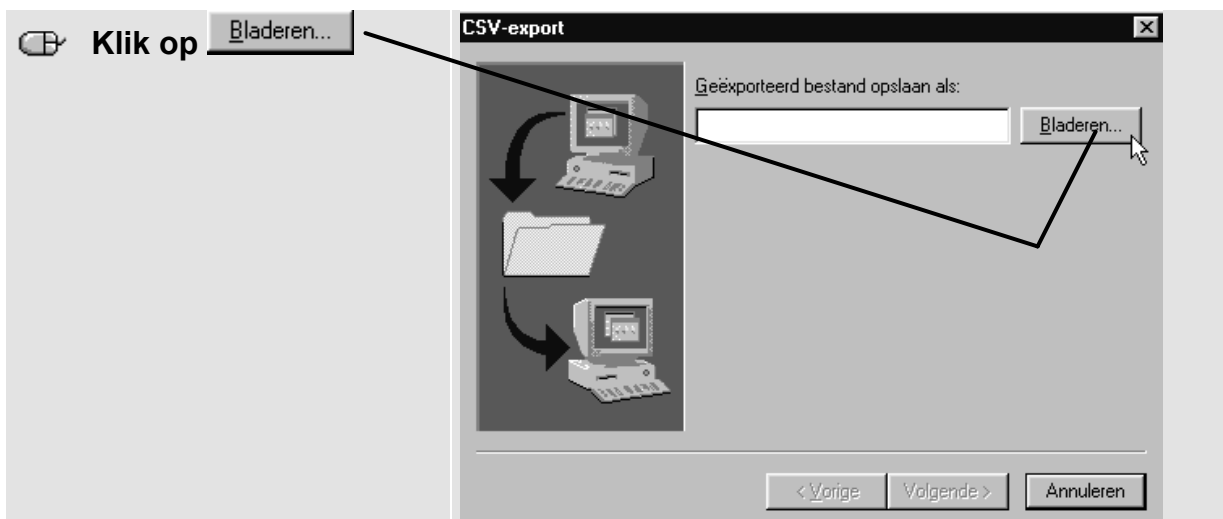 Klik op Bladeren...
CSV-export
Geëxporteerd bestand opslaan als:
Bladeren...
< Vorige Volgende > Annuleren